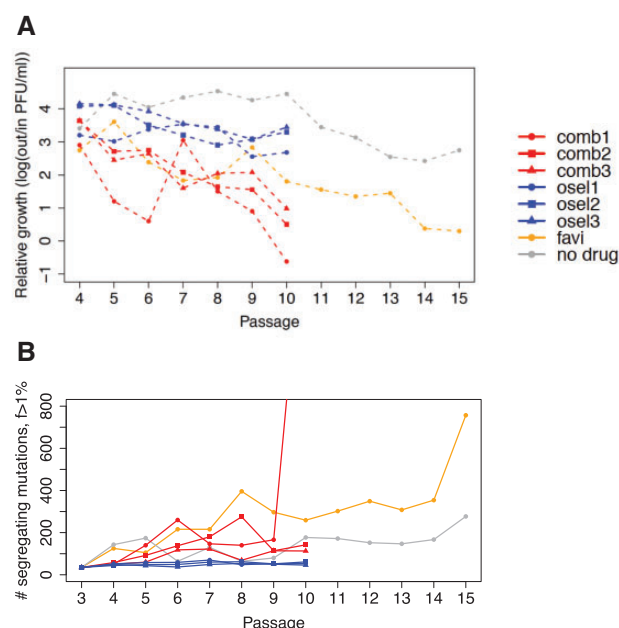 A
Relative growth (log(out/in PFU/ml))
4
3
2
1
0
−1
4 5 6 7 8 9 10 11 12 13 14 15
Passage
comb1
comb2
comb3
osel1
osel2
osel3
favi
no drug
B
# segregating mutations, f>1%
800
600
400
200
0
3 4 5 6 7 8 9 10 11 12 13 14 15
Passage